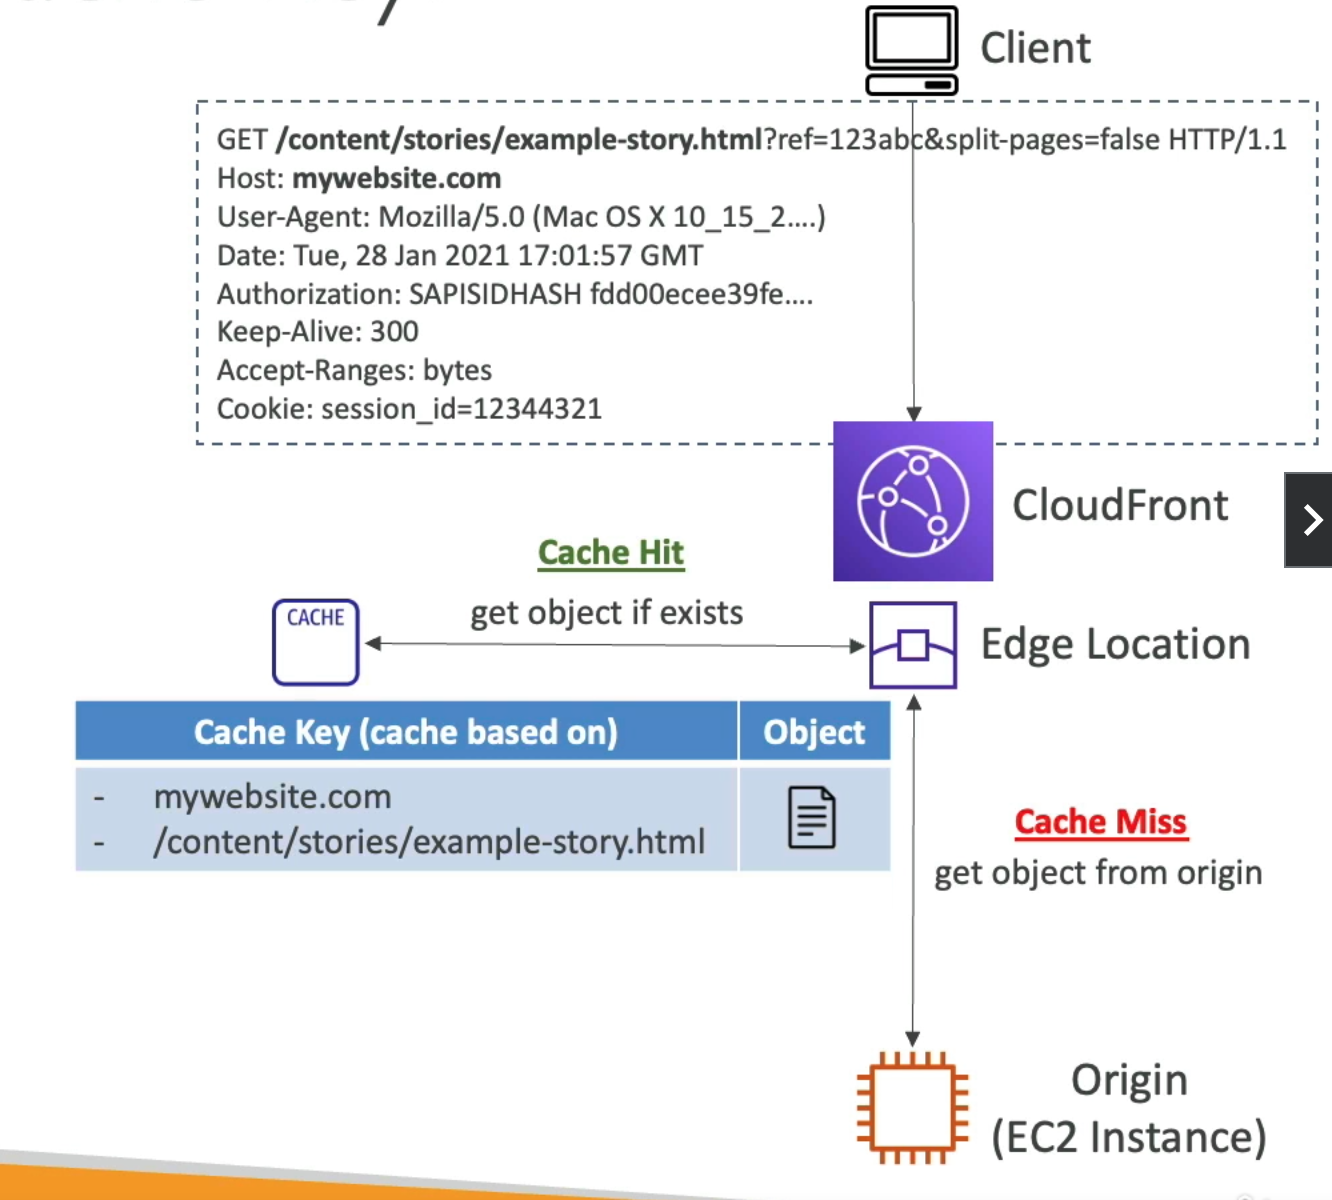 Client
GET /content/stories/example-story.html?ref=123abc&split-pages=false HTTP/1.1
Host: mywebsite.com
User-Agent: Mozilla/5.0 (Mac OS X 10_15_2....)
Date: Tue, 28 Jan 2021 17:01:57 GMT
Authorization: SAPISIDHASH fdd00ecee39fe....
Keep-Alive: 300
Accept-Ranges: bytes
Cookie: session_id=12344321
CloudFront
Cache Hit
get object if exists
CACHE
Edge Location
Cache Key (cache based on)
Object
- mywebsite.com
- /content/stories/example-story.html
Cache Miss
get object from origin
Origin
(EC2 Instance)